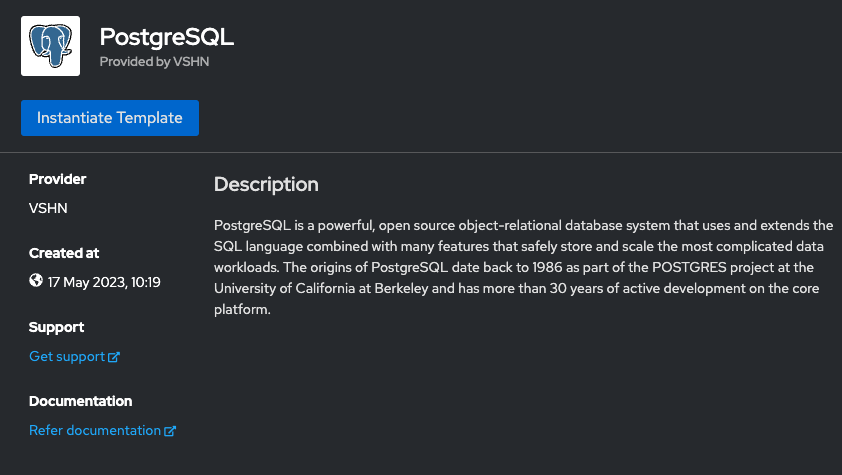 PostgreSQL
Provided by VSHN
Instantiate Template
Provider
VSHN
Created at
17 May 2023, 10:19
Support
Get support
Documentation
Refer documentation
Description
PostgreSQL is a powerful, open source object-relational database system that uses and extends the
SQL language combined with many features that safely store and scale the most complicated data
workloads. The origins of PostgreSQL date back to 1986 as part of the POSTGRES project at the
University of California at Berkeley and has more than 30 years of active development on the core
platform.